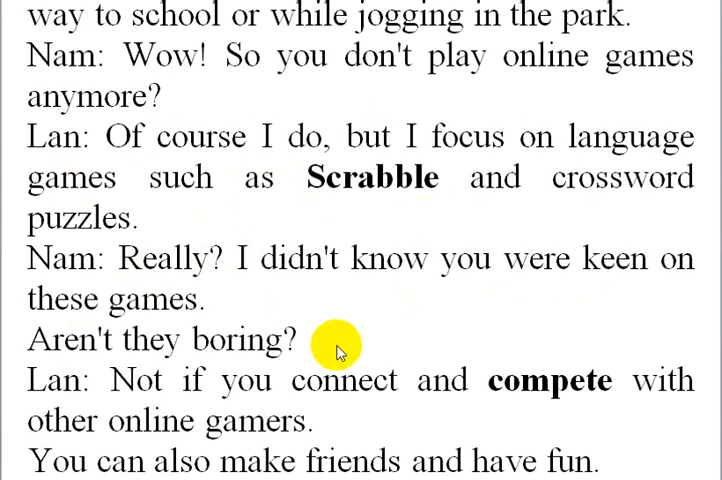 way to school or while jogging in the park.
Nam: Wow! So you don't play online games
anymore?
Lan: Of course I do, but I focus on language
games such as Scrabble and crossword
puzzles.
Nam: Really? I didn't know you were keen on
these games.
Aren't they boring?
Lan: Not if you connect and compete with
other online gamers.
You can also make friends and have fun.